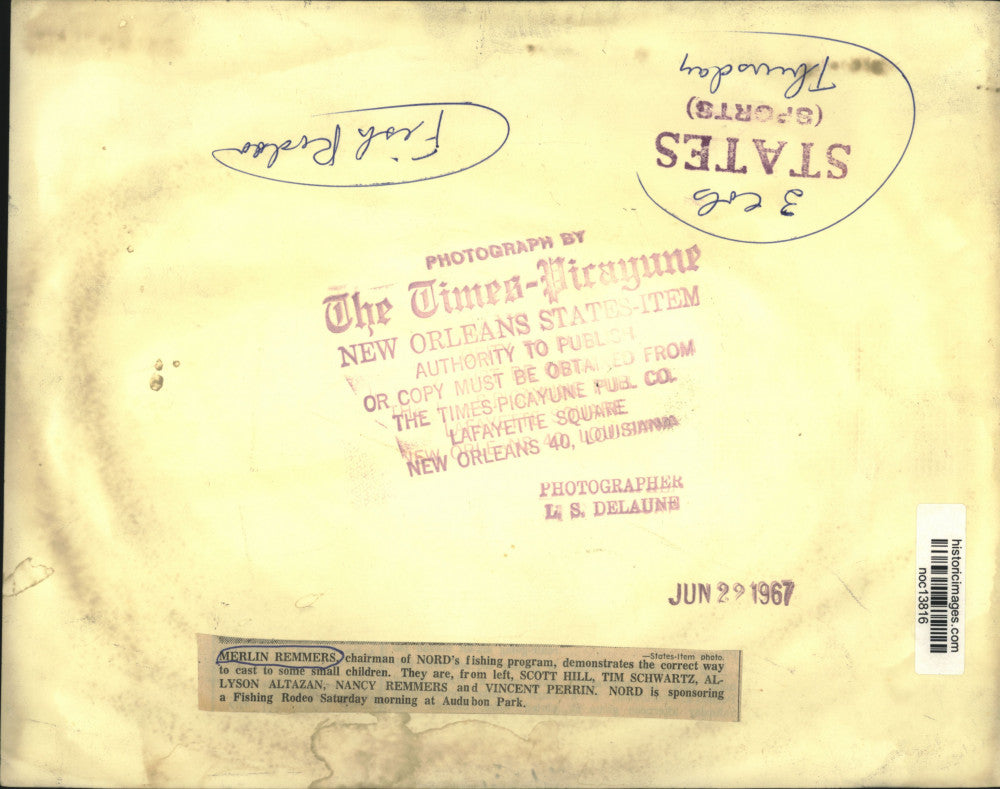 Thursday
(SPORTS)
STATES
3 cols
Fish Rodeo
PHOTOGRAPH BY
The Times-Picayune
NEW ORLEANS STATES-ITEM
AUTHORITY TO PUBLISH
OR COPY MUST BE OBTAINED FROM
THE TIMES-PICAYUNE PUB. CO.
LAFAYETTE SQUARE
NEW ORLEANS 40, LOUISIANA
PHOTOGRAPHER
L. S. DELAUNE
JUN 22 1967
historicimages.com
noc13816
—States-Item photo.
MERLIN REMMERS, chairman of NORD's fishing program, demonstrates the correct way
to cast to some small children. They are, from left, SCOTT HILL, TIM SCHWARTZ, AL-
LYSON ALTAZAN, NANCY REMMERS and VINCENT PERRIN. NORD is sponsoring
a Fishing Rodeo Saturday morning at Audubon Park.